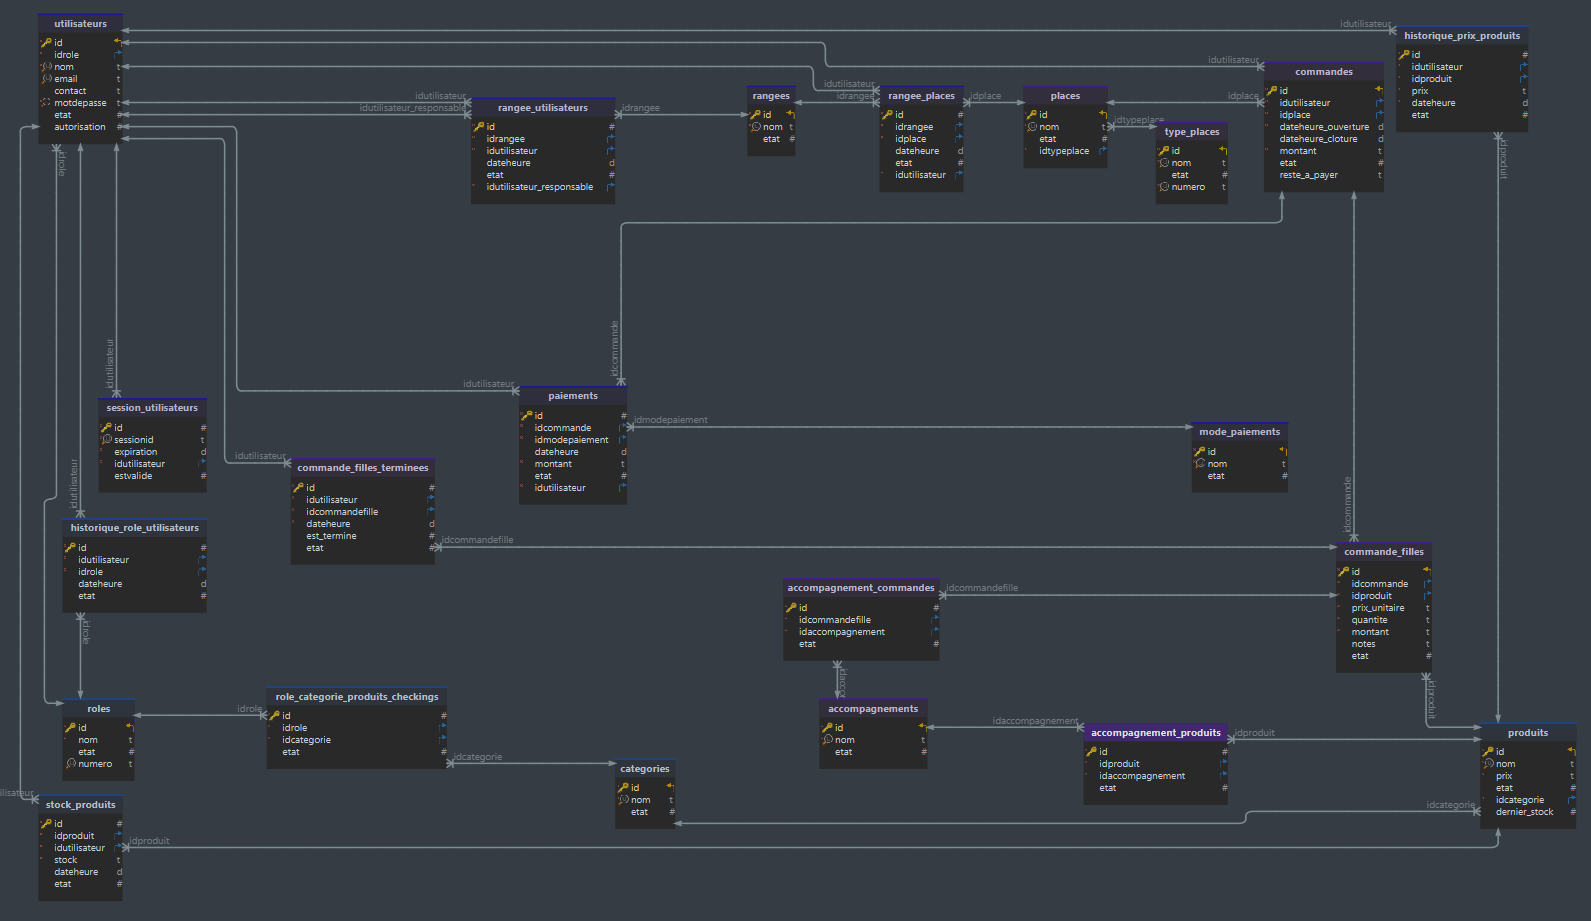 utilisateurs
id
idrole
nom
email
contact
motdepasse
etat
autorisation
idutilisateur
historique_prix_produits
id
idutilisateur
idproduit
prix
dateheure
idutilisateur
commandes
id
idutilisateur
idplace
dateheure_ouverture
dateheure_cloture
montant
etat
reste_a_payer
idutilisateur
idutilisateur_responsable
rangee_utilisateurs
id
idrangee
idutilisateur
dateheure
etat
idutilisateur_responsable
idrangee
rangees
id
nom
etat
idutilisateur
idrangee
rangee_places
id
idrangee
idplace
dateheure
etat
idutilisateur
idplace
places
id
nom
etat
idtypeplace
idplace
idtypeplace
type_places
id
nom
etat
numero
idrole
idproduit
idutilisateur
session_utilisateurs
id
sessionid
expiration
idutilisateur
estvalide
idcommande
idutilisateur
paiements
id
idcommande
idmodepaiement
dateheure
montant
etat
idutilisateur
idmodepaiement
mode_paiements
id
nom
etat
idutilisateur
commande_filles_terminees
id
idutilisateur
idcommandefille
dateheure
est_termine
etat
idcommandefille
idutilisateur
historique_role_utilisateurs
id
idutilisateur
idrole
dateheure
etat
idrole
idcommande
commande_filles
id
idcommande
idproduit
prix_unitaire
quantite
montant
notes
etat
idproduit
accompagnement_commandes
id
idcommandefille
idaccompagnement
etat
idcommandefille
idacco
accompagnements
id
nom
etat
idaccompagnement
accompagnement_produits
id
idproduit
idaccompagnement
etat
idproduit
produits
id
nom
prix
etat
idcategorie
dernier_stock
idcategorie
roles
id
nom
etat
numero
idrole
role_categorie_produits_checkings
id
idrole
idcategorie
etat
idcategorie
categories
id
nom
etat
ilisateur
stock_produits
id
idproduit
idutilisateur
stock
dateheure
etat
idproduit